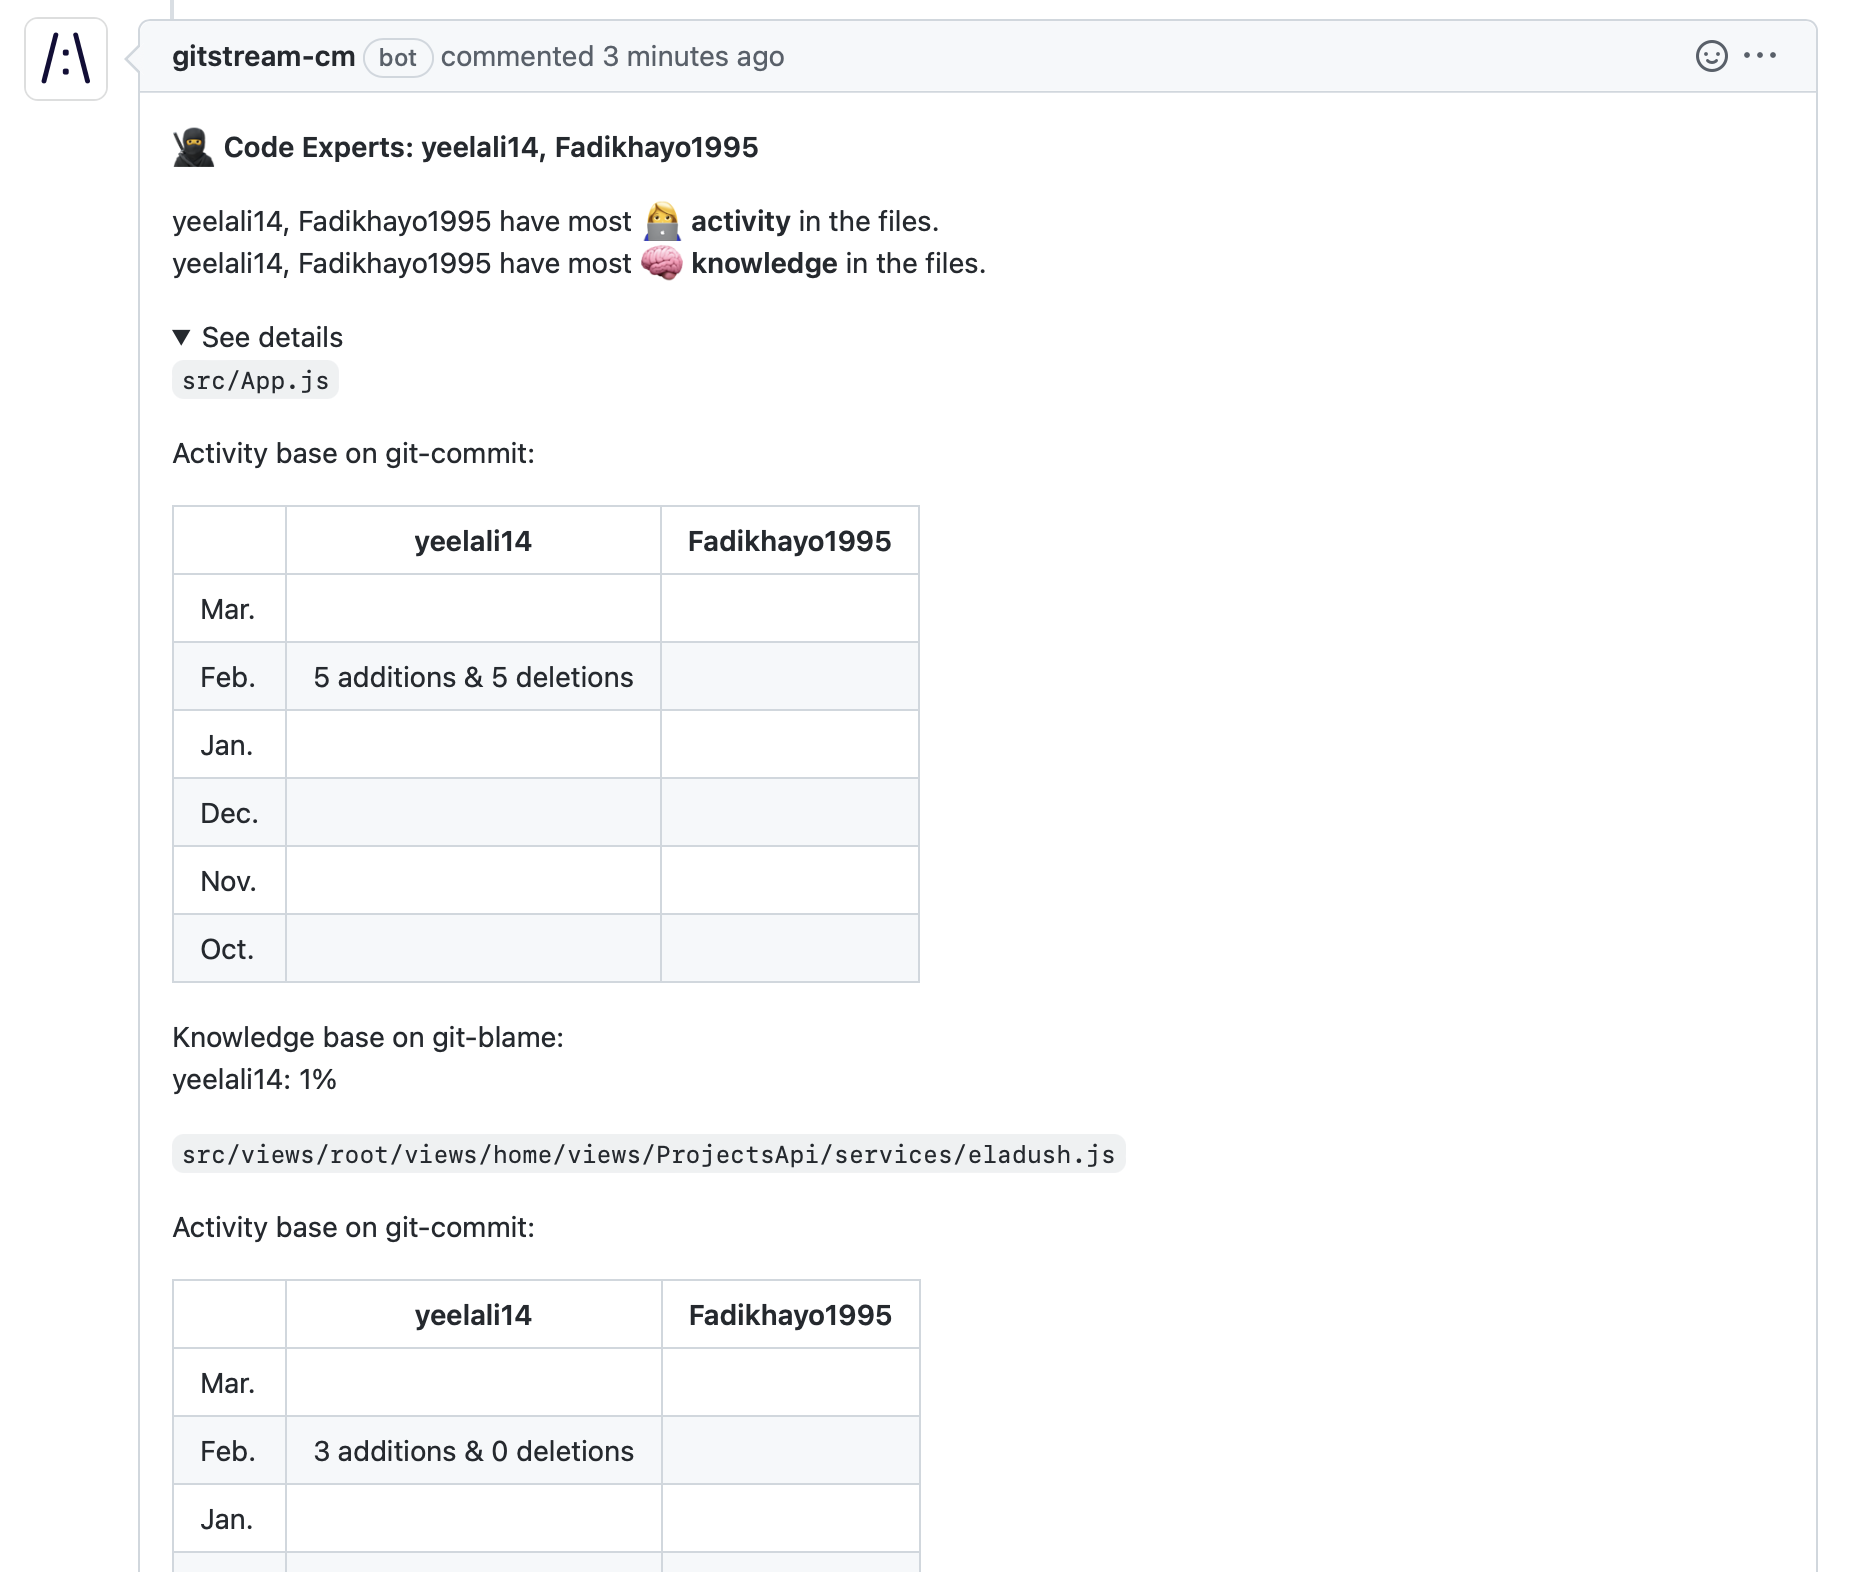 gitstream-cm bot commented 3 minutes ago
Code Experts: yeelali14, Fadikhayo1995
yeelali14, Fadikhayo1995 have most activity in the files.
yeelali14, Fadikhayo1995 have most knowledge in the files.
See details
src/App.js
Activity base on git-commit:
yeelali14 Fadikhayo1995
Mar.
Feb. 5 additions & 5 deletions
Jan.
Dec.
Nov.
Oct.
Knowledge base on git-blame:
yeelali14: 1%
src/views/root/views/home/views/ProjectsApi/services/eladush.js
Activity base on git-commit:
yeelali14 Fadikhayo1995
Mar.
Feb. 3 additions & 0 deletions
Jan.